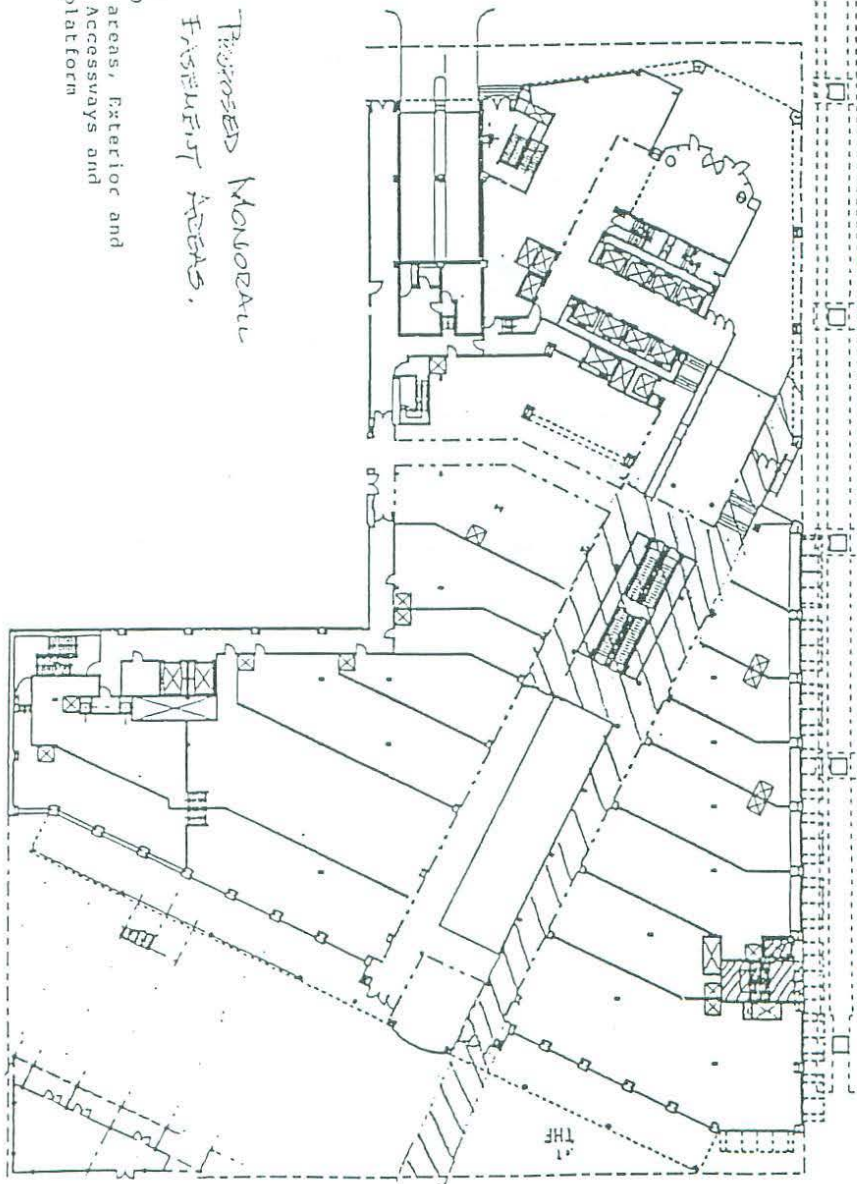 PROPOSED MONORAIL
EASEMENT AREAS.
areas, Exterior and
Accessways and
platform
THE